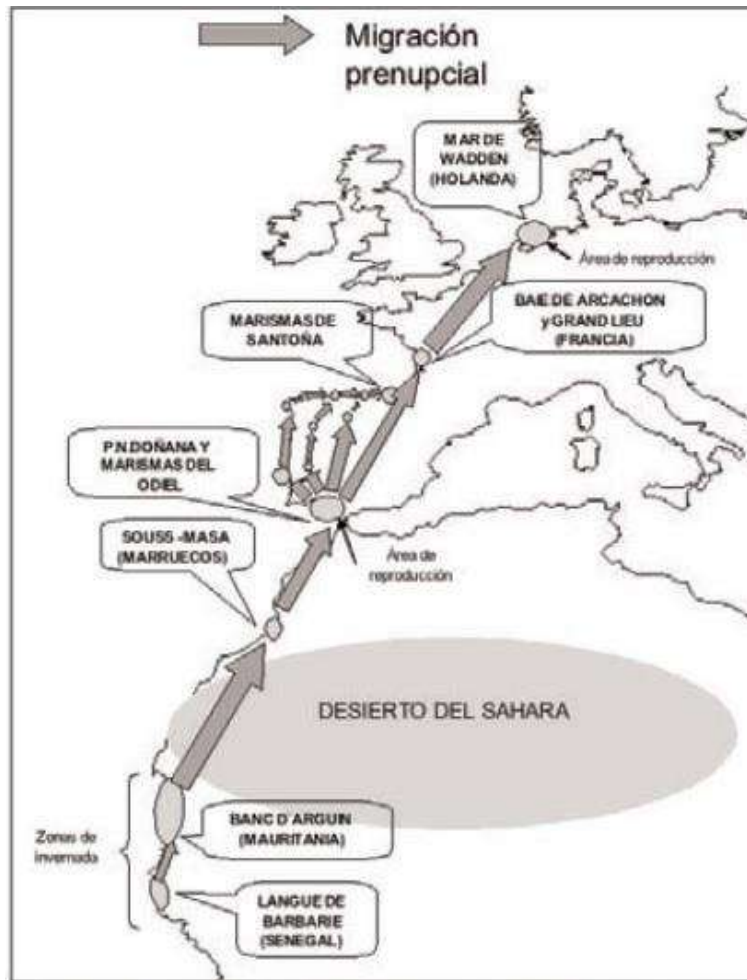 Migración
prenupcial
MAR DE
WADDEN
(HOLANDA)
Área de reproducción
BAIE DE ARCACHON
y GRAND LIEU
(FRANCIA)
MARISMAS DE
SANTOÑA
P.N.DOÑANA Y
MARISMAS DEL
ODIEL
SOUSS -MASA
(MARRUECOS)
Área de
reproducción
DESIERTO DEL SAHARA
Zonas de
invernada
BANC D´ARGUIN
(MAURITANIA)
LANGUE DE
BARBARIE
(SENEGAL)